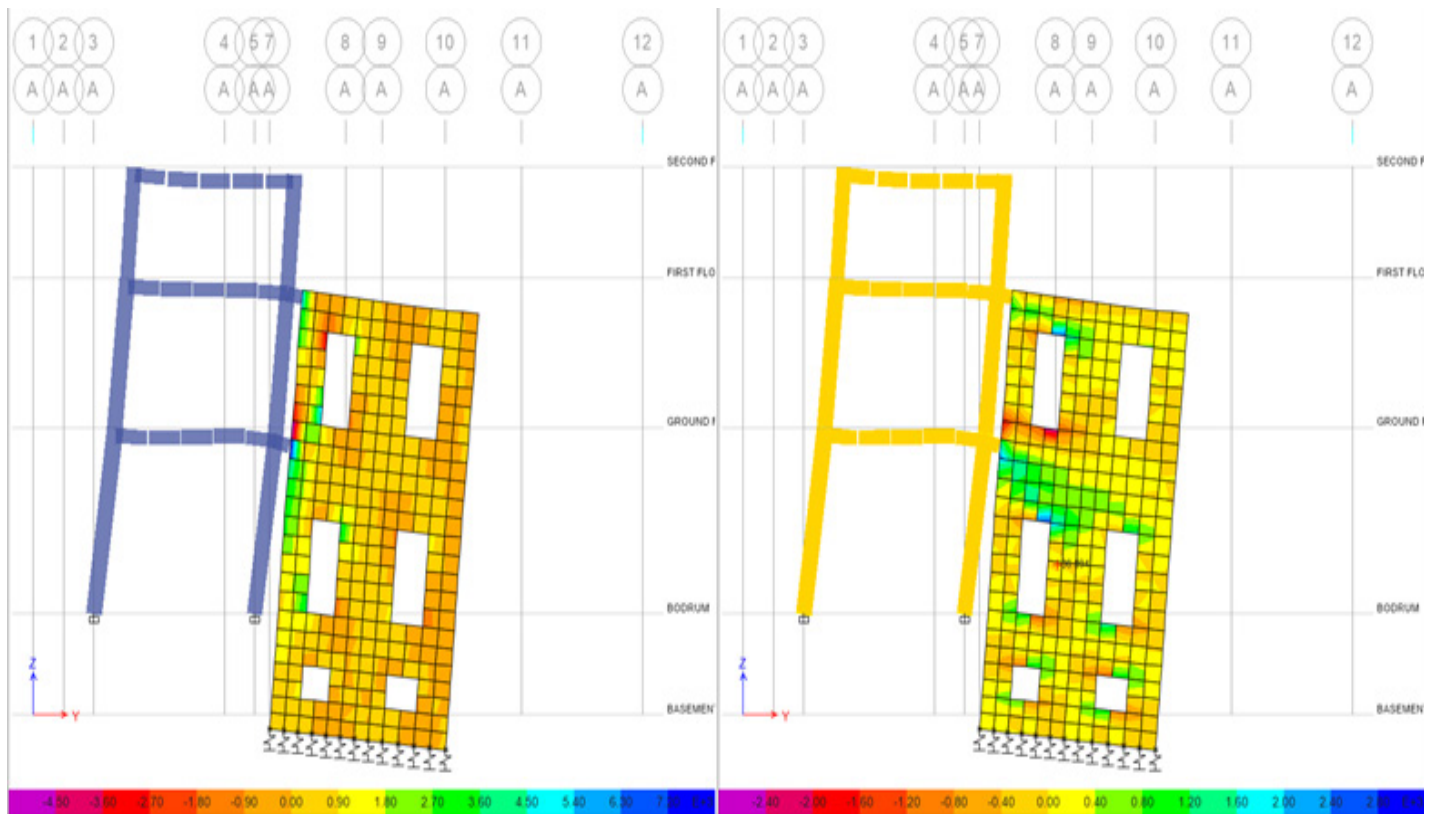 1 2 3 4 5 7 8 9 10 11 12
A A A A A A A A A A A
SECOND F
FIRST FLO
GROUND F
BODRUM
BASEMEN
Z
Y
-4.50 -3.60 -2.70 -1.80 -0.90 0.00 0.90 1.80 2.70 3.60 4.50 5.40 6.30
1 2 3 4 5 7 8 9 10 11 12
A A A A A A A A A A A
SECOND F
FIRST FLO
GROUND F
BODRUM
BASEMEN
Z
Y
-2.40 -2.00 -1.60 -1.20 -0.80 -0.40 0.00 0.40 0.80 1.20 1.60 2.00 2.40